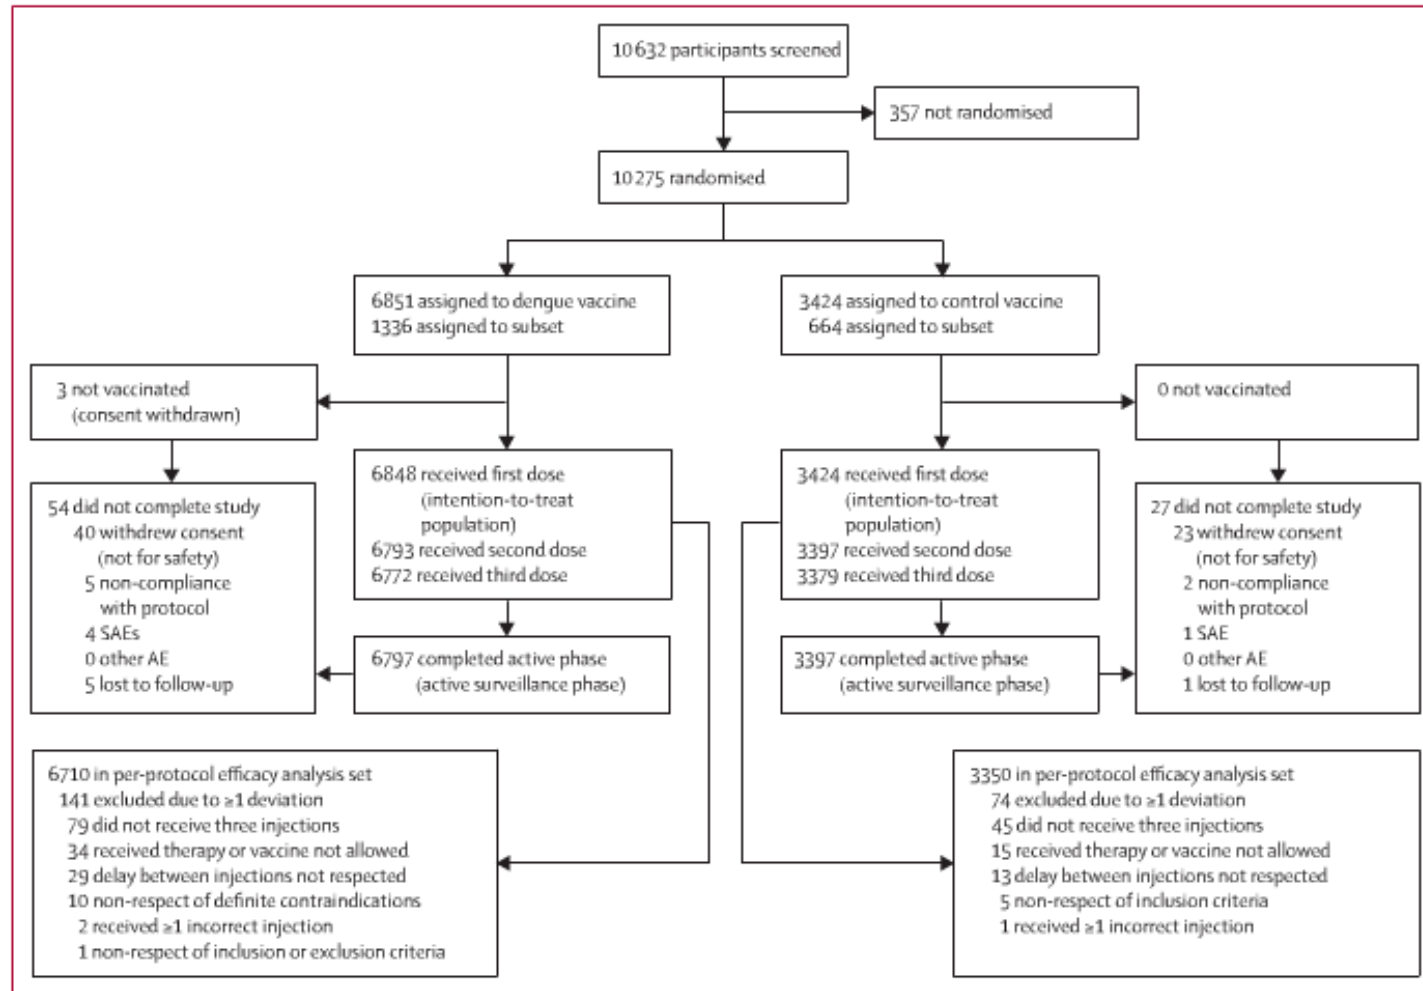 10 632 participants screened
357 not randomised
10 275 randomised
6851 assigned to dengue vaccine
1336 assigned to subset
3424 assigned to control vaccine
664 assigned to subset
3 not vaccinated
(consent withdrawn)
0 not vaccinated
6848 received first dose
(intention-to-treat
population)
6793 received second dose
6772 received third dose
3424 received first dose
(intention-to-treat
population)
3397 received second dose
3379 received third dose
54 did not complete study
40 withdrew consent
(not for safety)
5 non-compliance
with protocol
4 SAEs
0 other AE
5 lost to follow-up
27 did not complete study
23 withdrew consent
(not for safety)
2 non-compliance
with protocol
1 SAE
0 other AE
1 lost to follow-up
6797 completed active phase
(active surveillance phase)
3397 completed active phase
(active surveillance phase)
6710 in per-protocol efficacy analysis set
141 excluded due to ≥1 deviation
79 did not receive three injections
34 received therapy or vaccine not allowed
29 delay between injections not respected
10 non-respect of definite contraindications
2 received ≥1 incorrect injection
1 non-respect of inclusion or exclusion criteria
3350 in per-protocol efficacy analysis set
74 excluded due to ≥1 deviation
45 did not receive three injections
15 received therapy or vaccine not allowed
13 delay between injections not respected
5 non-respect of inclusion criteria
1 received ≥1 incorrect injection